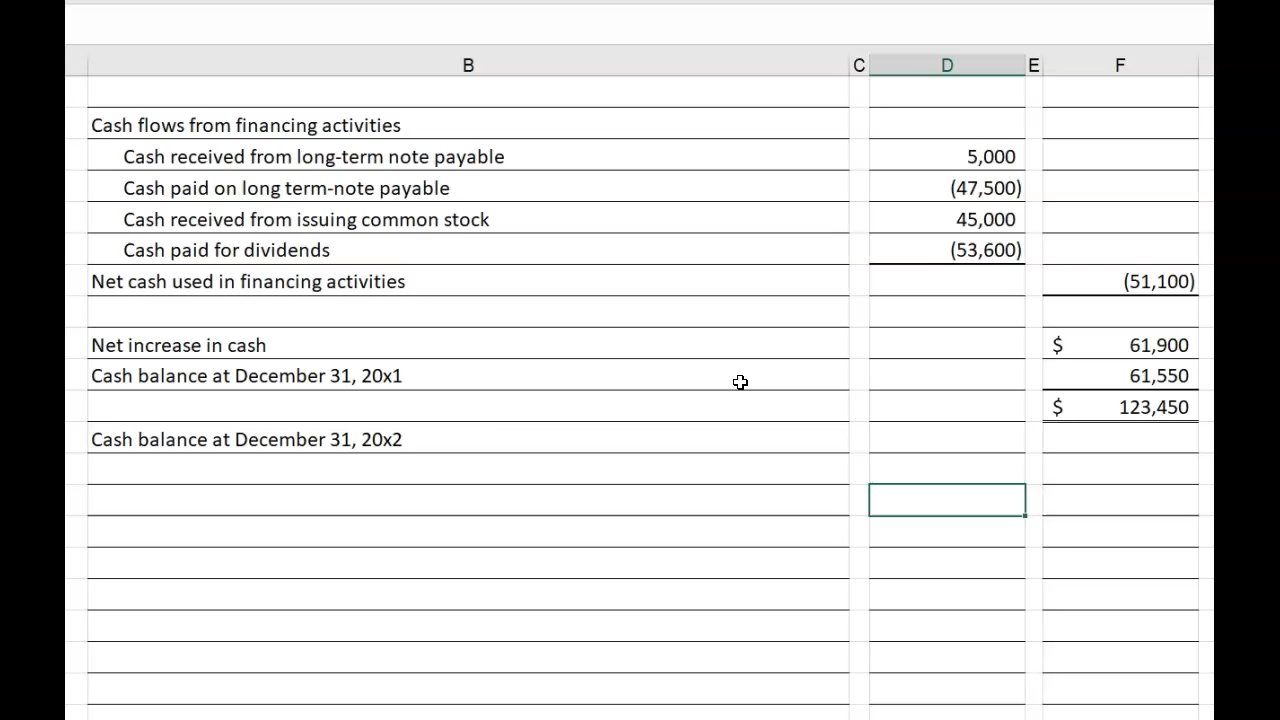 B C D E F
Cash flows from financing activities
Cash received from long-term note payable 5,000
Cash paid on long term-note payable (47,500)
Cash received from issuing common stock 45,000
Cash paid for dividends (53,600)
Net cash used in financing activities (51,100)
Net increase in cash $ 61,900
Cash balance at December 31, 20x1 61,550
$ 123,450
Cash balance at December 31, 20x2